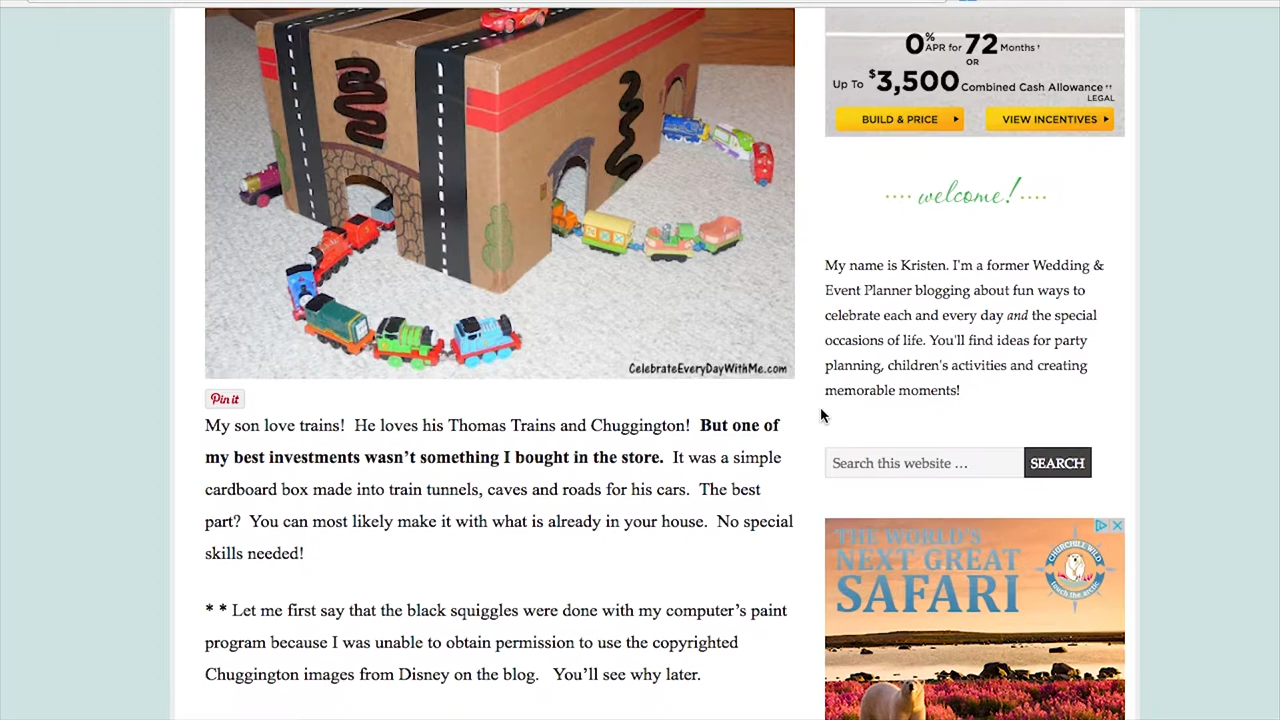 CelebrateEveryDayWithMe.com
Pin it
My son love trains!  He loves his Thomas Trains and Chuggington!  But one of
my best investments wasn't something I bought in the store.  It was a simple
cardboard box made into train tunnels, caves and roads for his cars.  The best
part?  You can most likely make it with what is already in your house.  No special
skills needed!
* * Let me first say that the black squiggles were done with my computer's paint
program because I was unable to obtain permission to use the copyrighted
Chuggington images from Disney on the blog.   You'll see why later.
0% APR for 72 Months†
OR
Up To $3,500 Combined Cash Allowance††
LEGAL
BUILD & PRICE
VIEW INCENTIVES
welcome!
My name is Kristen. I'm a former Wedding &
Event Planner blogging about fun ways to
celebrate each and every day and the special
occasions of life. You'll find ideas for party
planning, children's activities and creating
memorable moments!
Search this website …
SEARCH
THE WORLD'S
NEXT GREAT
SAFARI
CHURCHILL WILD
touch the arctic